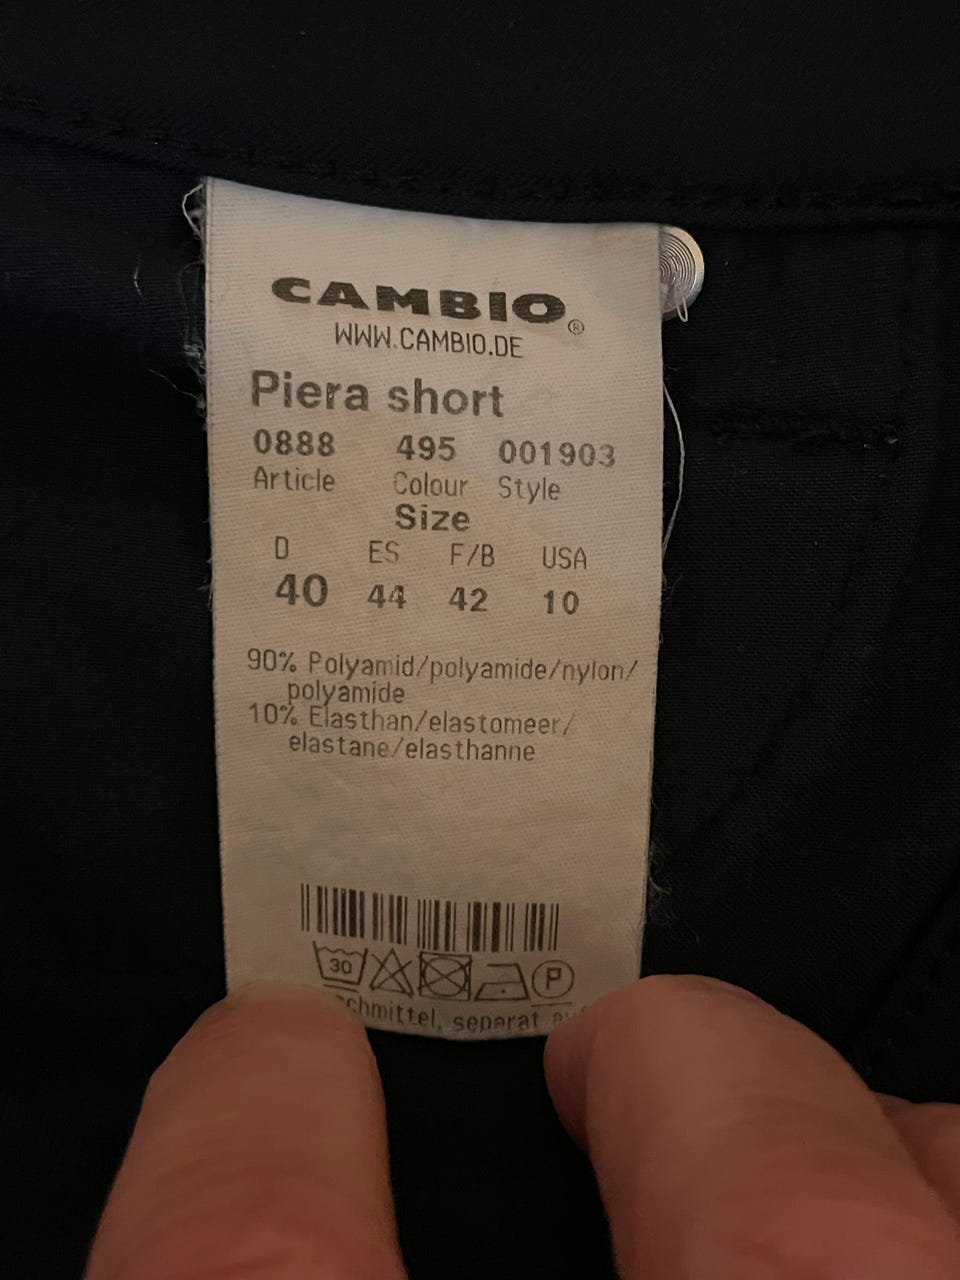 CAMBIO®
WWW.CAMBIO.DE
Piera short
0888 495 001903
Article Colour Style
Size
D ES F/B USA
40 44 42 10
90% Polyamid/polyamide/nylon/
polyamide
10% Elasthan/elastomeer/
elastane/elasthanne
30 P
separat